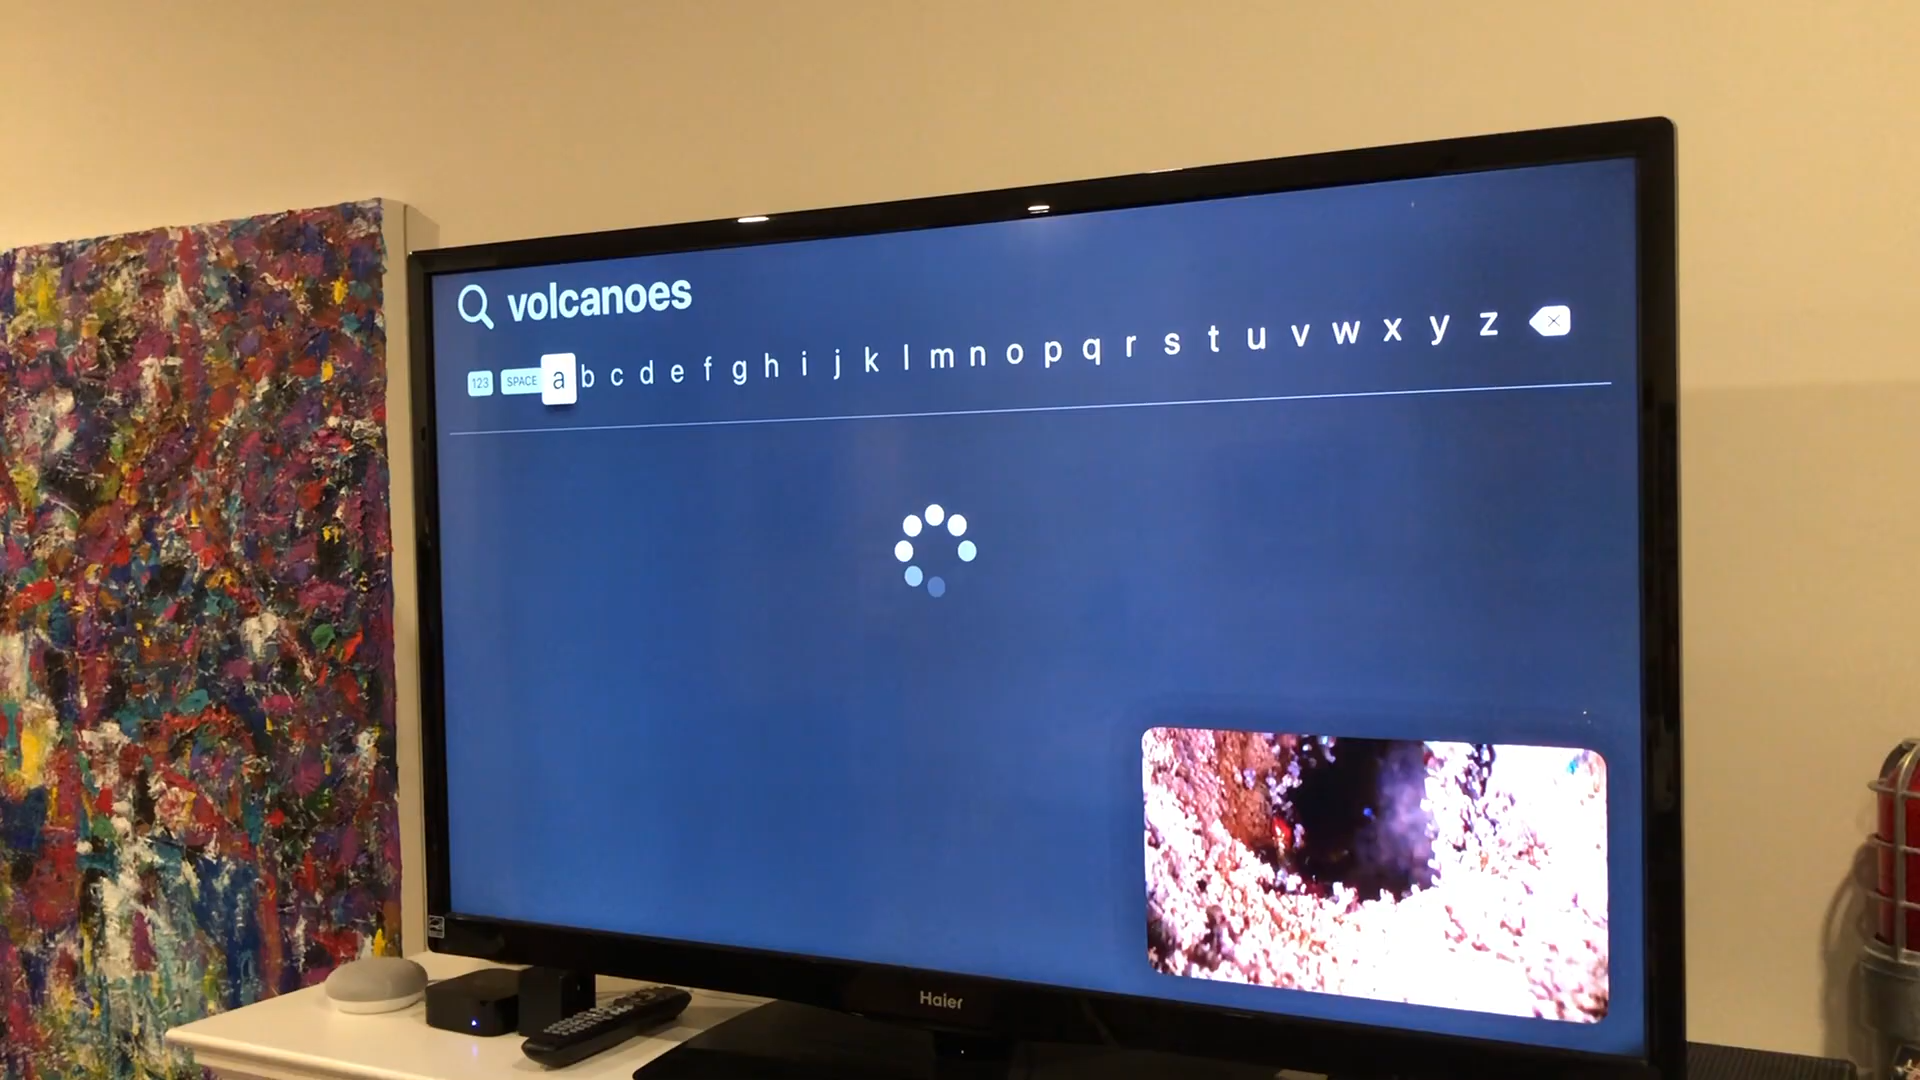 volcanoes
123 SPACE a b c d e f g h i j k l m n o p q r s t u v w x y z
Haier